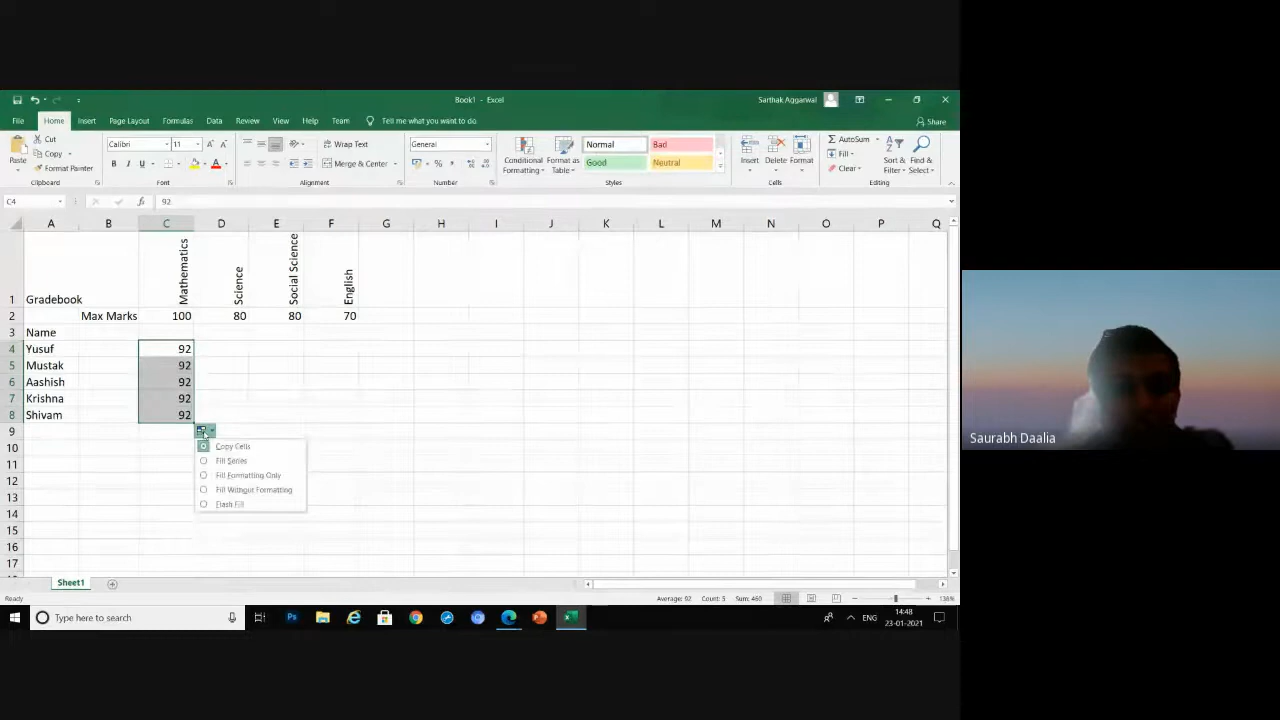 Book1 - Excel
Sarthak Aggarwal
File Home Insert Page Layout Formulas Data Review View Help Team Tell me what you want to do
Share
Paste
Cut
Copy
Format Painter
Clipboard
Calibri 11
B I U
Font
Wrap Text
Merge & Center
Alignment
General
%
Number
Conditional Formatting
Format as Table
Normal Bad
Good Neutral
Styles
Insert Delete Format
Cells
AutoSum
Fill
Clear
Sort & Filter
Find & Select
Editing
C4 fx 92
A B C D E F G H I J K L M N O P Q
1 Gradebook Mathematics Science Social Science English
2 Max Marks 100 80 80 70
3 Name
4 Yusuf 92
5 Mustak 92
6 Aashish 92
7 Krishna 92
8 Shivam 92
9
10 Copy Cells
11 Fill Series
12 Fill Formatting Only
13 Fill Without Formatting
14 Flash Fill
15
16
17
Sheet1
Ready
Average: 92 Count: 5 Sum: 460
136%
Type here to search
Ps
ENG
14:48
23-01-2021
Saurabh Daalia